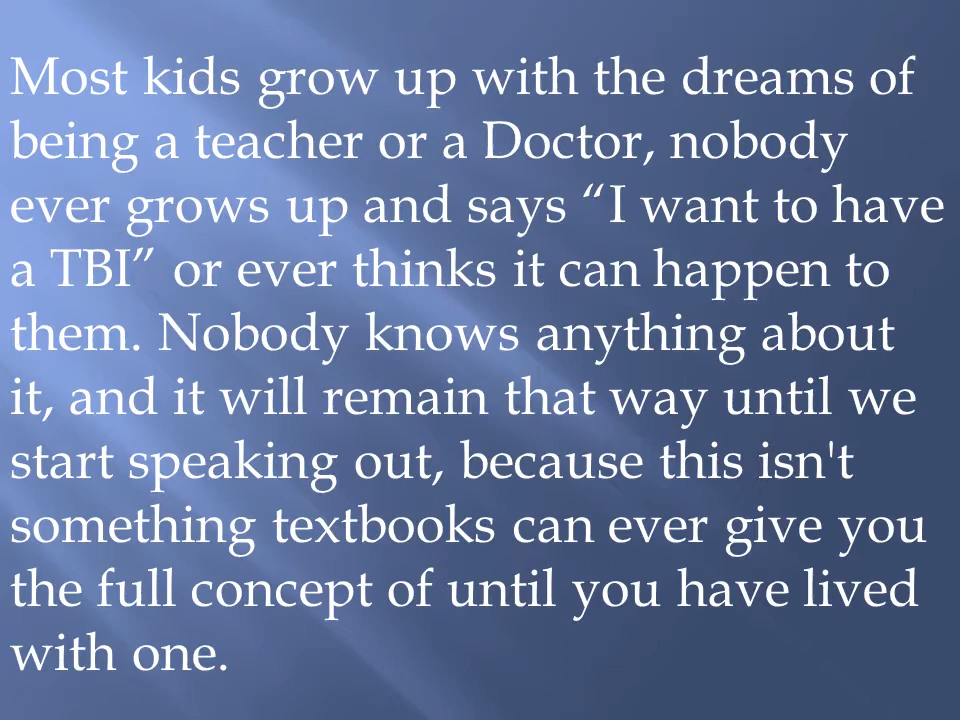 Most kids grow up with the dreams of
being a teacher or a Doctor, nobody
ever grows up and says “I want to have
a TBI” or ever thinks it can happen to
them. Nobody knows anything about
it, and it will remain that way until we
start speaking out, because this isn't
something textbooks can ever give you
the full concept of until you have lived
with one.